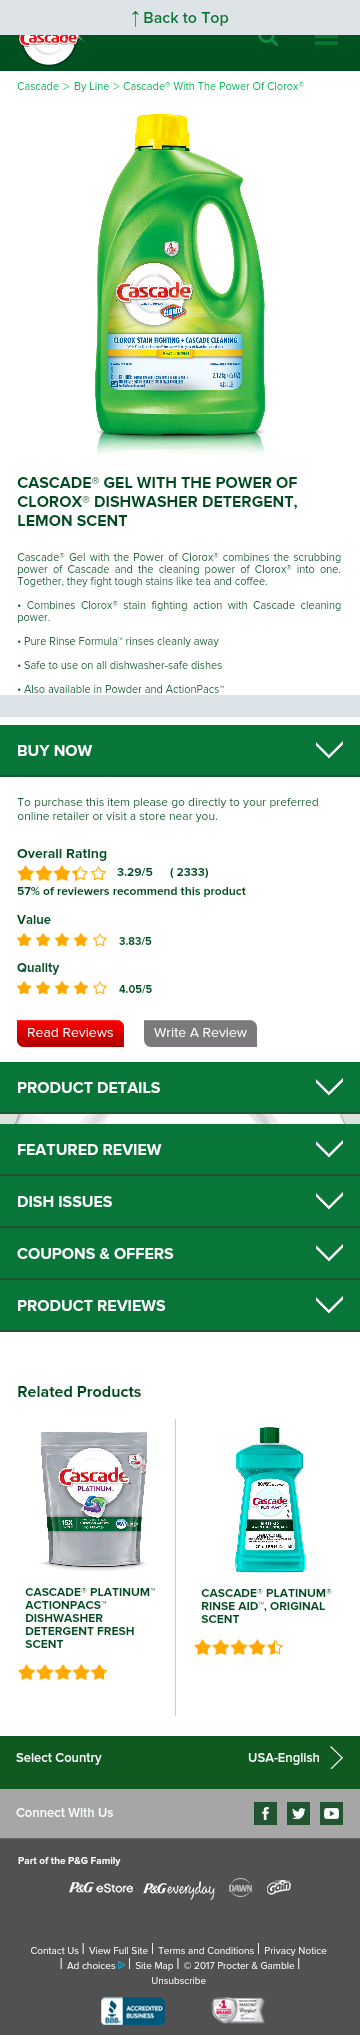 ↑ Back to Top
Cascade
Cascade > By Line > Cascade® With The Power Of Clorox®
Cascade
CLOROX
CLOROX STAIN FIGHTING + CASCADE CLEANING
CASCADE® GEL WITH THE POWER OF
CLOROX® DISHWASHER DETERGENT,
LEMON SCENT
Cascade® Gel with the Power of Clorox® combines the scrubbing
power of Cascade and the cleaning power of Clorox® into one.
Together, they fight tough stains like tea and coffee.
• Combines Clorox® stain fighting action with Cascade cleaning
power.
• Pure Rinse Formula™ rinses cleanly away
• Safe to use on all dishwasher-safe dishes
• Also available in Powder and ActionPacs™
BUY NOW
To purchase this item please go directly to your preferred
online retailer or visit a store near you.
Overall Rating
3.29/5 ( 2333)
57% of reviewers recommend this product
Value
3.83/5
Quality
4.05/5
Read Reviews Write A Review
PRODUCT DETAILS
FEATURED REVIEW
DISH ISSUES
COUPONS & OFFERS
PRODUCT REVIEWS
Related Products
Cascade
PLATINUM
CASCADE® PLATINUM™
ACTIONPACS™
DISHWASHER
DETERGENT FRESH
SCENT
Cascade
CASCADE® PLATINUM®
RINSE AID™, ORIGINAL
SCENT
Select Country USA-English
Connect With Us
Part of the P&G Family
P&G eStore P&G everyday DAWN Gain
Contact Us | View Full Site | Terms and Conditions | Privacy Notice
| Ad choices | Site Map | © 2017 Procter & Gamble |
Unsubscribe
BBB ACCREDITED
BUSINESS
#1 BRAND